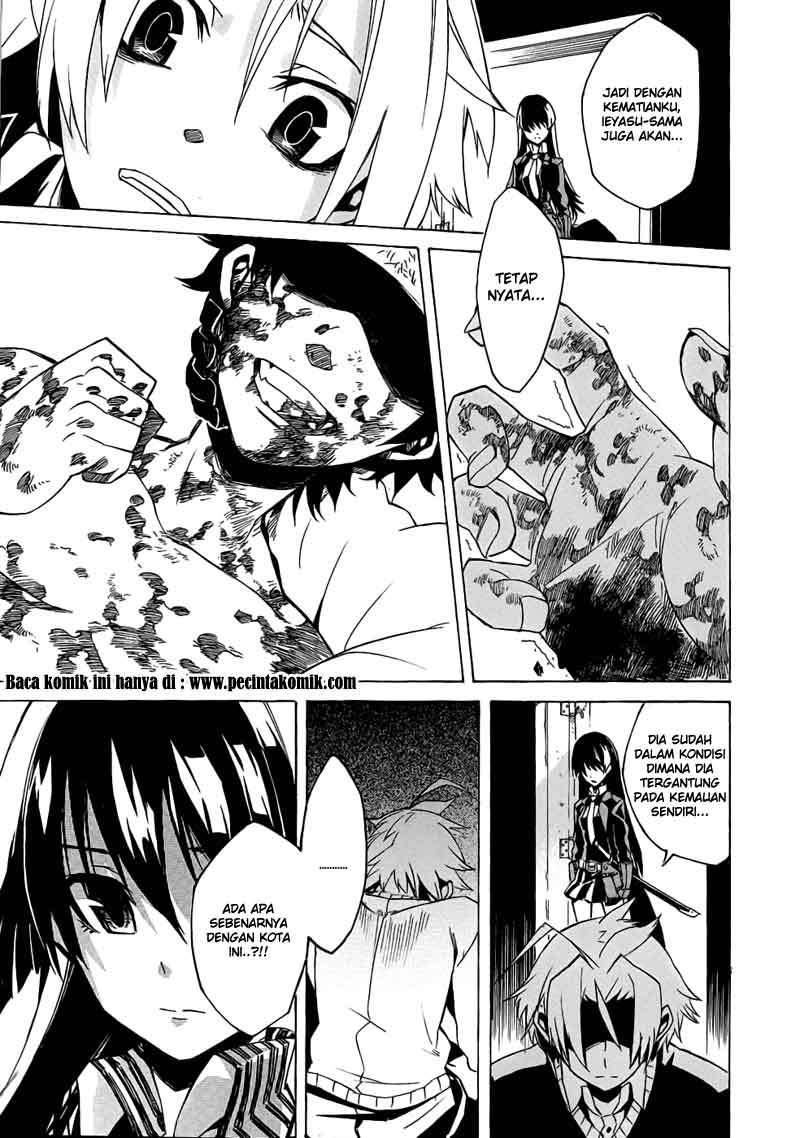 JADI DENGAN
KEMATIANKU,
IEYASU-SAMA
JUGA AKAN...
TETAP
NYATA...
Baca komik ini hanya di : www.pecintakomik.com
DIA SUDAH
DALAM KONDISI
DIMANA DIA
TERGANTUNG
PADA KEMAUAN
SENDIRI...
............
ADA APA
SEBENARNYA
DENGAN KOTA
INI..?!!